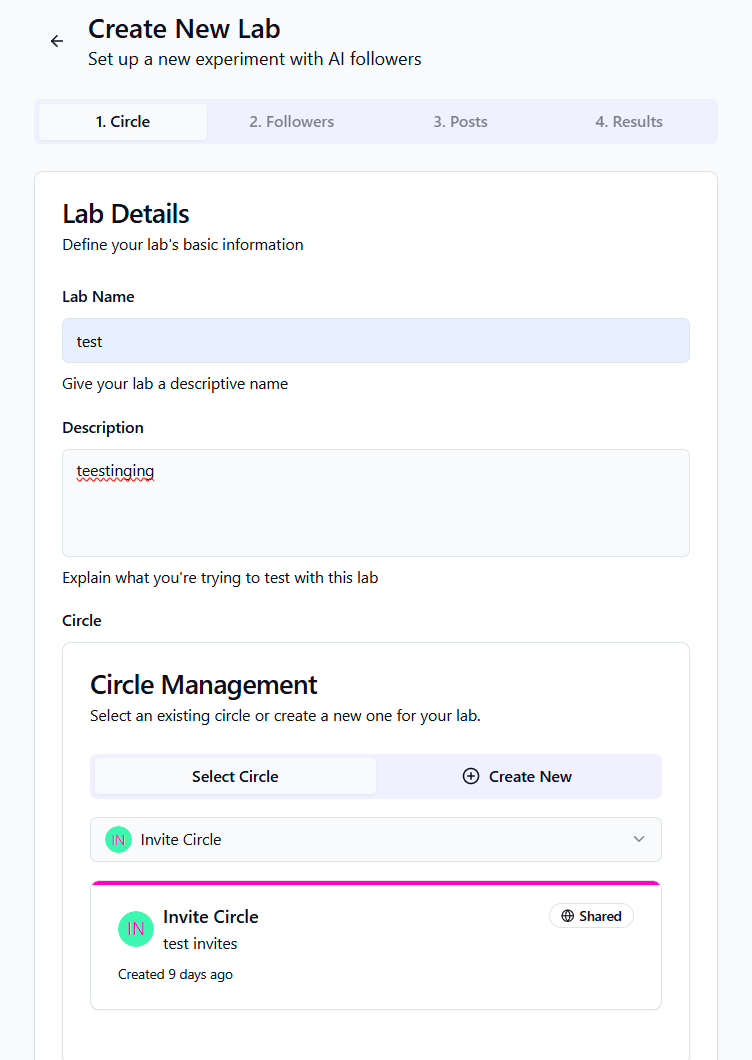 Create New Lab
Set up a new experiment with AI followers
1. Circle
2. Followers
3. Posts
4. Results
Lab Details
Define your lab's basic information
Lab Name
test
Give your lab a descriptive name
Description
teestinging
Explain what you're trying to test with this lab
Circle
Circle Management
Select an existing circle or create a new one for your lab.
Select Circle
Create New
IN Invite Circle
IN
Invite Circle
Shared
test invites
Created 9 days ago